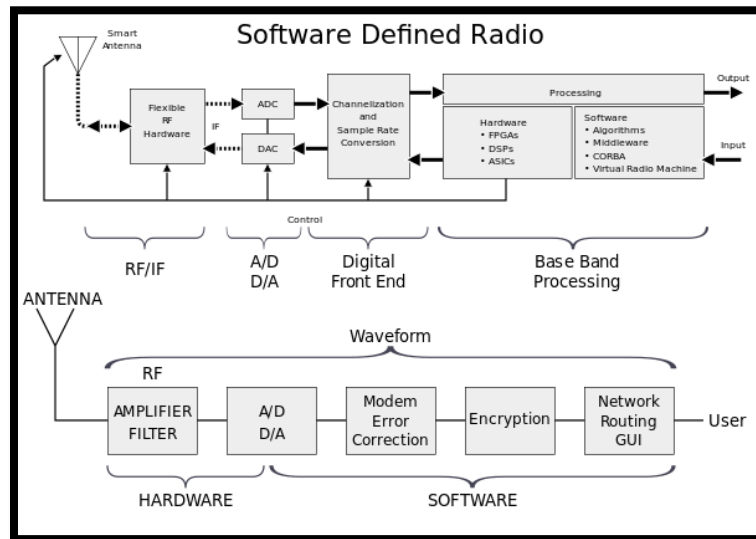 Software Defined Radio
Smart
Antenna
Flexible
RF
Hardware
IF
ADC
DAC
Channelization
and
Sample Rate
Conversion
Processing
Hardware
• FPGAs
• DSPs
• ASICs
Software
• Algorithms
• Middleware
• CORBA
• Virtual Radio Machine
Output
Input
Control
RF/IF
A/D
D/A
Digital
Front End
Base Band
Processing
ANTENNA
Waveform
RF
AMPLIFIER
FILTER
A/D
D/A
Modem
Error
Correction
Encryption
Network
Routing
GUI
User
HARDWARE
SOFTWARE